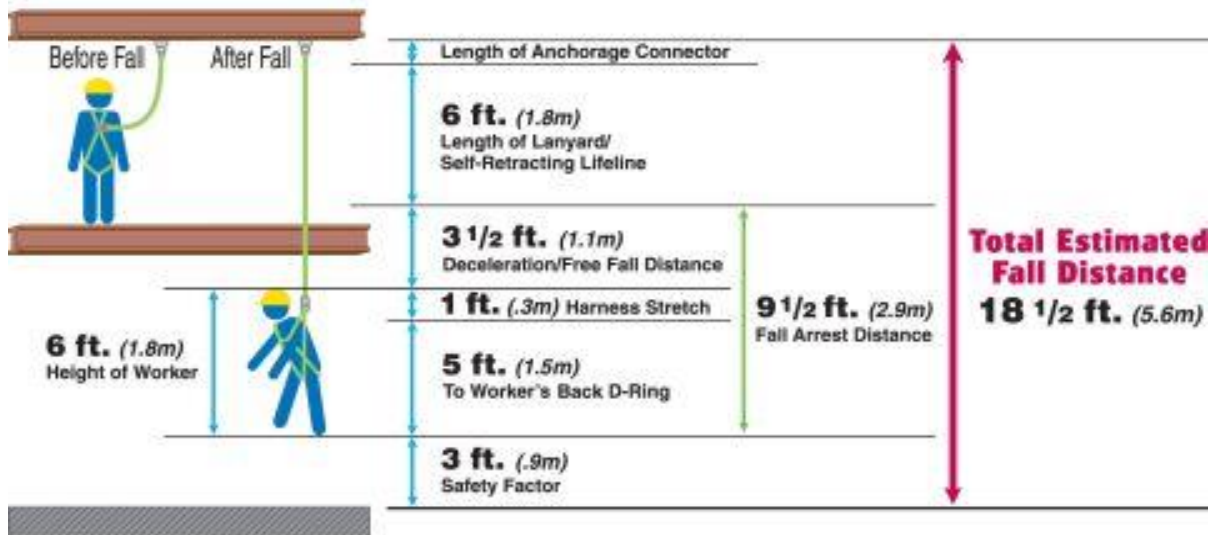 Before Fall
After Fall
Length of Anchorage Connector
6 ft. (1.8m)
Length of Lanyard/
Self-Retracting Lifeline
3 1/2 ft. (1.1m)
Deceleration/Free Fall Distance
1 ft. (.3m) Harness Stretch
6 ft. (1.8m)
Height of Worker
5 ft. (1.5m)
To Worker's Back D-Ring
9 1/2 ft. (2.9m)
Fall Arrest Distance
3 ft. (.9m)
Safety Factor
Total Estimated
Fall Distance
18 1/2 ft. (5.6m)